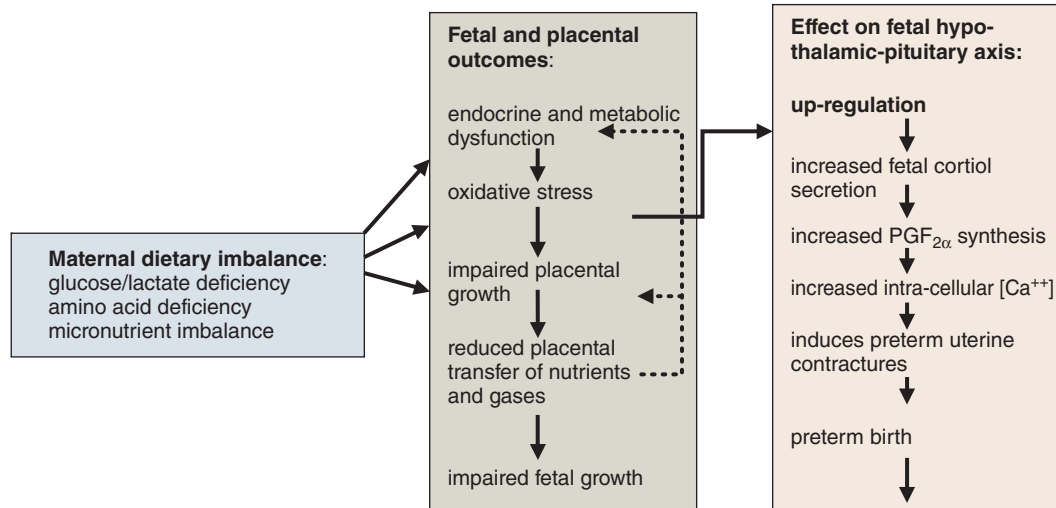 Maternal dietary imbalance:
glucose/lactate deficiency
amino acid deficiency
micronutrient imbalance
Fetal and placental
outcomes:
endocrine and metabolic
dysfunction
oxidative stress
impaired placental
growth
reduced placental
transfer of nutrients
and gases
impaired fetal growth
Effect on fetal hypo-
thalamic-pituitary axis:
up-regulation
increased fetal cortiol
secretion
increased PGF2α synthesis
increased intra-cellular [Ca++]
induces preterm uterine
contractures
preterm birth